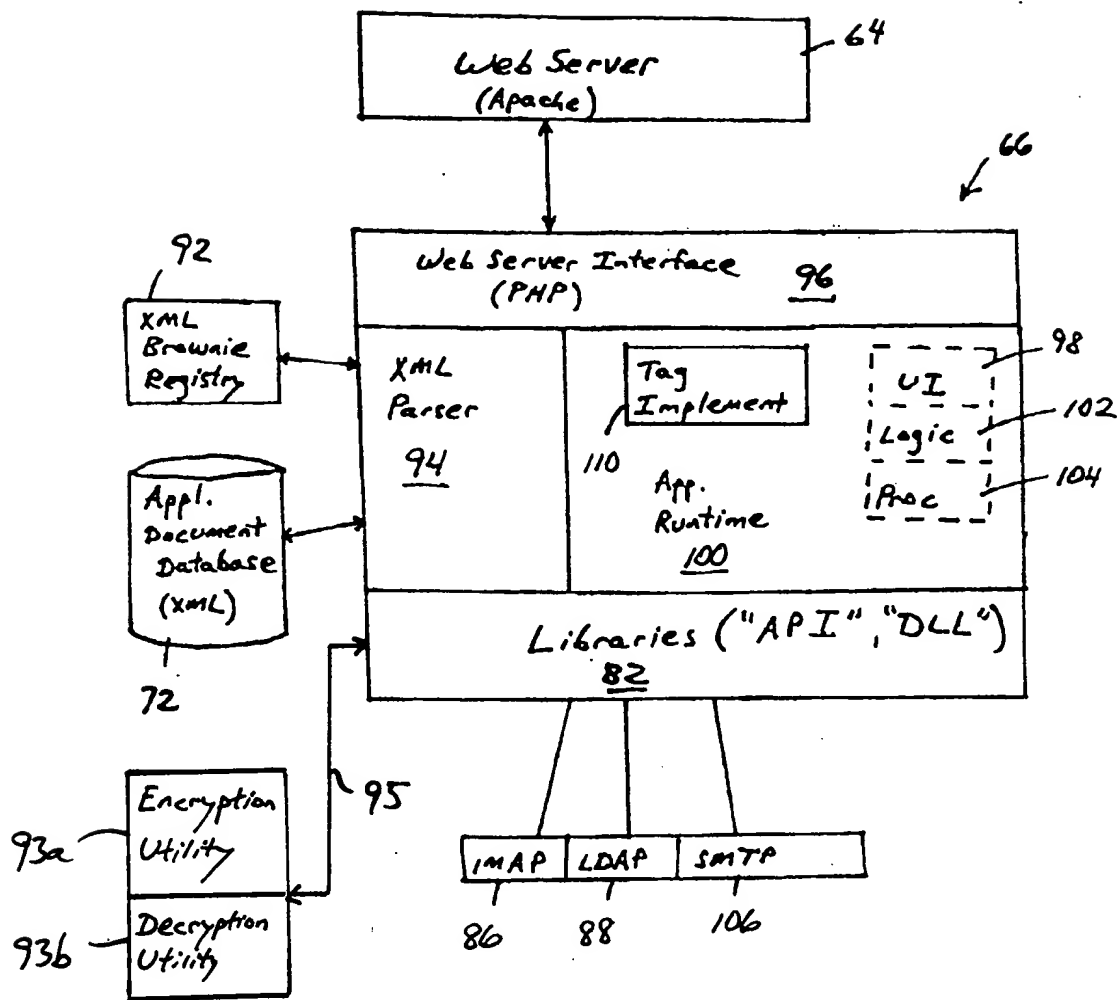 Web Server
(Apache)
64
66
Web Server Interface
(PHP)
96
92
XML
Brownie
Registry
XML
Parser
94
Tag
Implement
110
App.
Runtime
100
UI
Logic
Proc
98
102
104
Appl.
Document
Database
(XML)
72
Libraries ("API", "DLL")
82
95
Encryption
Utility
93a
Decryption
Utility
93b
IMAP
LDAP
SMTP
86
88
106